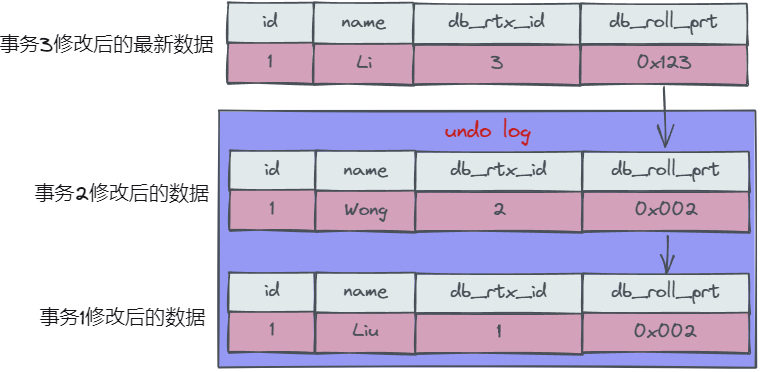 id name db_rtx_id db_roll_prt
事务3修改后的最新数据
1 Li 3 0x123
undo log
id name db_rtx_id db_roll_prt
事务2修改后的数据
1 Wong 2 0x002
id name db_rtx_id db_roll_prt
事务1修改后的数据
1 Liu 1 0x002